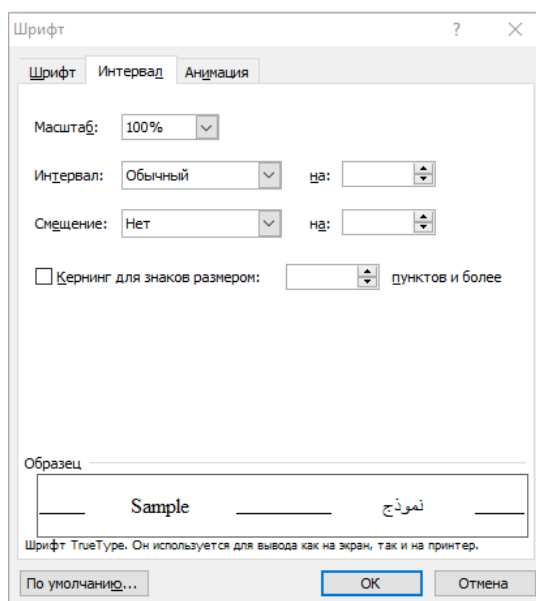 Шрифт ?
Шрифт Интервал Анимация
Масштаб: 100%
Интервал: Обычный на:
Смещение: Нет на:
Кернинг для знаков размером: пунктов и более
Образец
Sample نموذج
Шрифт TrueType. Он используется для вывода как на экран, так и на принтер.
По умолчанию... ОК Отмена